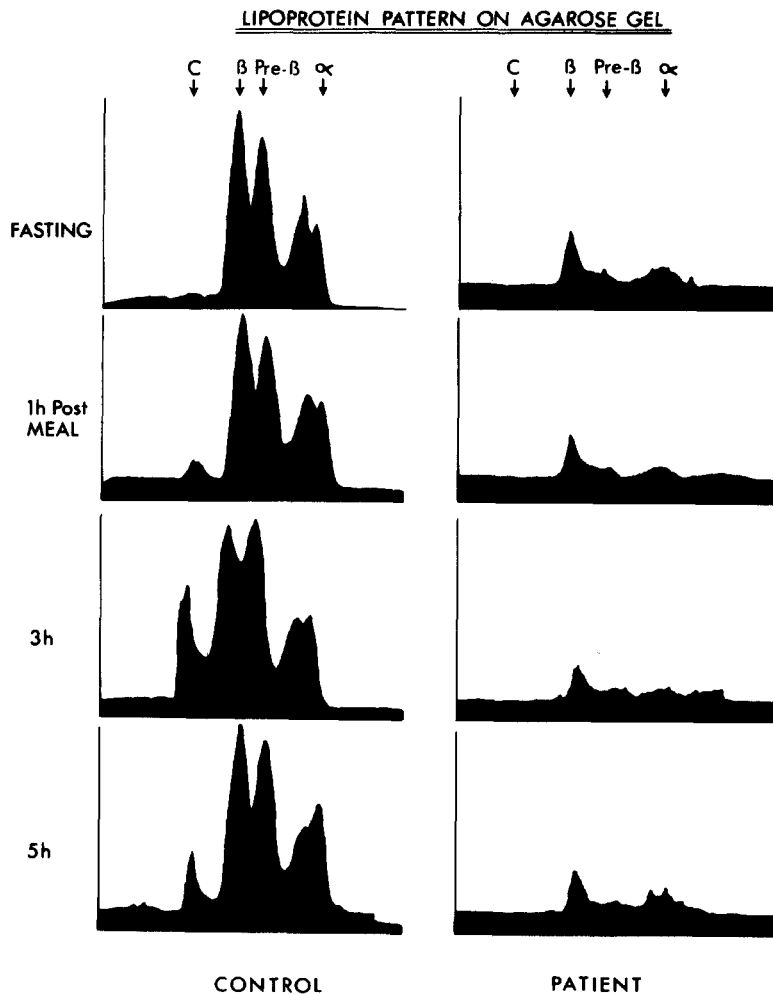 LIPOPROTEIN PATTERN ON AGAROSE GEL
C ß Pre-ß α C ß Pre-ß α
FASTING
1h Post
MEAL
3h
5h
CONTROL PATIENT